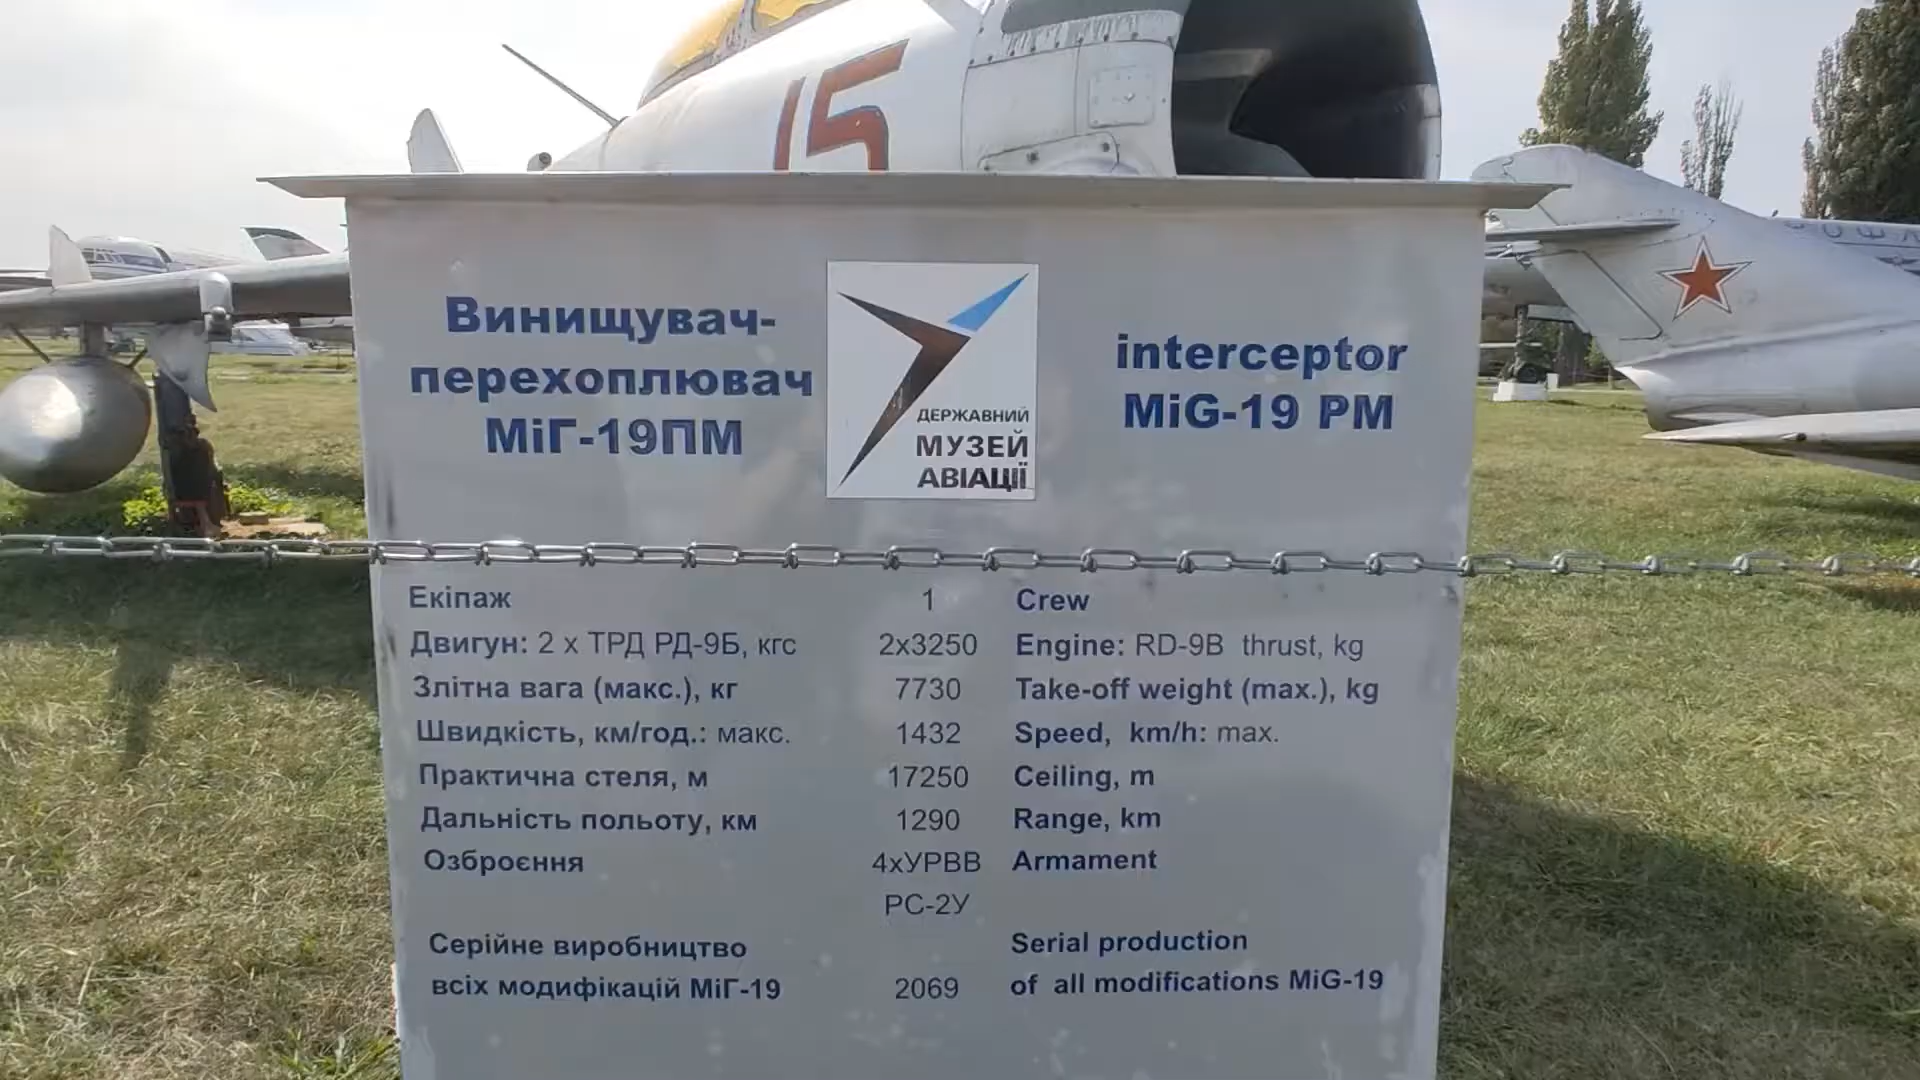 15
Винищувач-
перехоплювач
МіГ-19ПМ
ДЕРЖАВНИЙ
МУЗЕЙ
АВІАЦІЇ
interceptor
MiG-19 PM
Екіпаж 1 Crew
Двигун: 2 x ТРД РД-9Б, кгс 2x3250 Engine: RD-9B thrust, kg
Злітна вага (макс.), кг 7730 Take-off weight (max.), kg
Швидкість, км/год.: макс. 1432 Speed, km/h: max.
Практична стеля, м 17250 Ceiling, m
Дальність польоту, км 1290 Range, km
Озброєння 4xУРВВ Armament
РС-2У
Серійне виробництво Serial production
всіх модифікацій МіГ-19 2069 of all modifications MiG-19